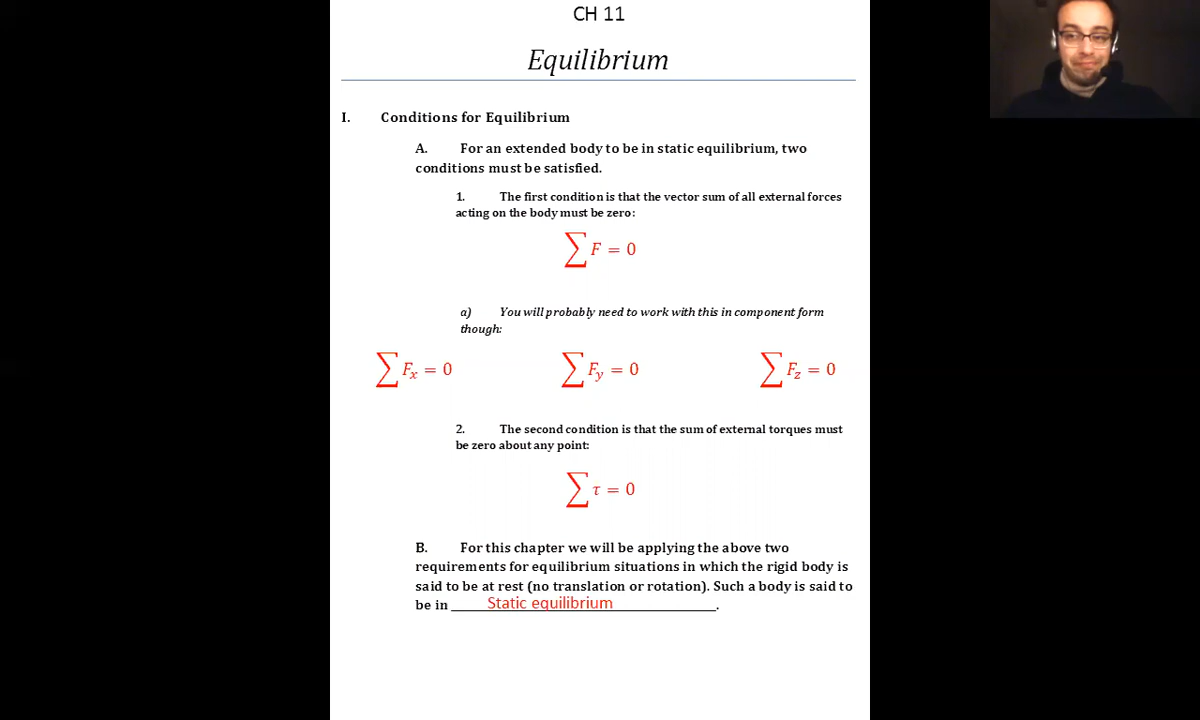 CH 11
Equilibrium
I. Conditions for Equilibrium
A. For an extended body to be in static equilibrium, two
conditions must be satisfied.
1. The first condition is that the vector sum of all external forces
acting on the body must be zero:
∑F = 0
a) You will probably need to work with this in component form
though:
∑Fₓ = 0 ∑F_y = 0 ∑F_z = 0
2. The second condition is that the sum of external torques must
be zero about any point:
∑τ = 0
B. For this chapter we will be applying the above two
requirements for equilibrium situations in which the rigid body is
said to be at rest (no translation or rotation). Such a body is said to
be in Static equilibrium.